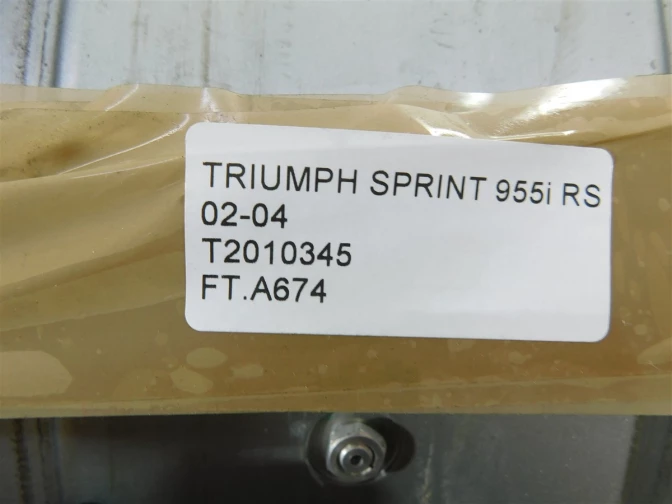 TRIUMPH SPRINT 955i RS
02-04
T2010345
FT.A674